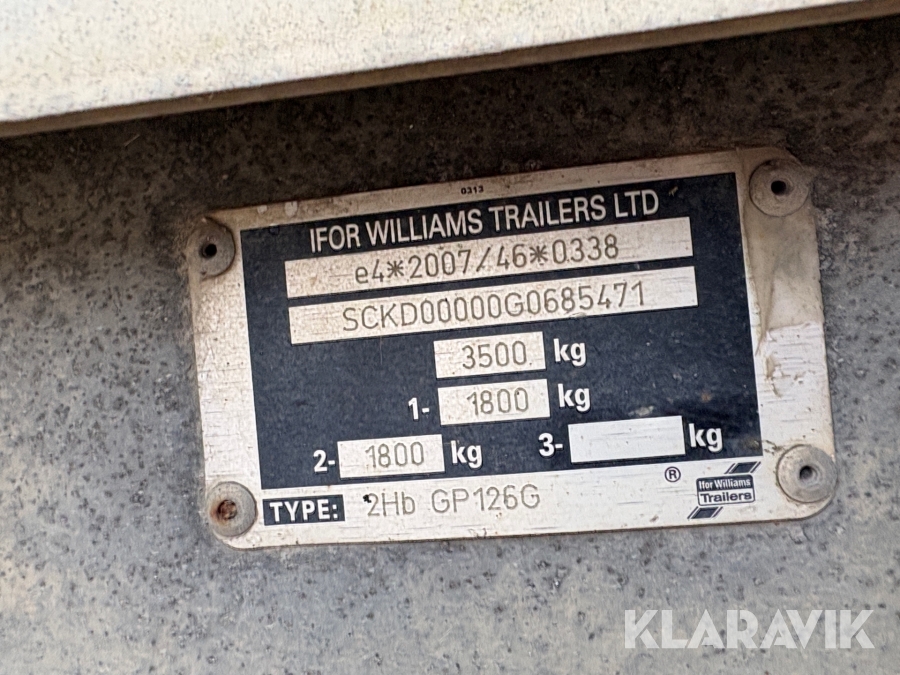 0313
IFOR WILLIAMS TRAILERS LTD
e4*2007/46*0338
SCKD00000G0685471
3500 kg
1- 1800 kg
2- 1800 kg 3- kg
TYPE: 2Hb GP126G
®
Ifor Williams
Trailers
KLARAVIK